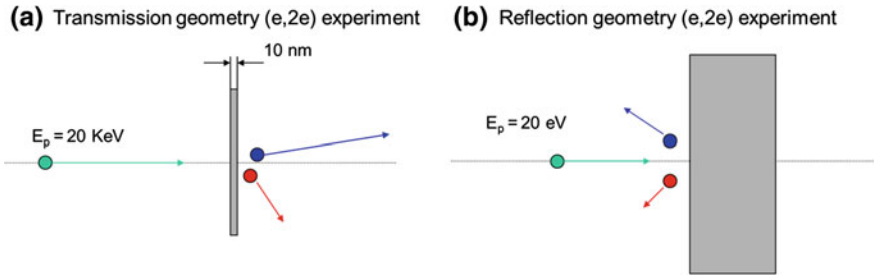 (a) Transmission geometry (e,2e) experiment
10 nm
E_p = 20 KeV
(b) Reflection geometry (e,2e) experiment
E_p = 20 eV